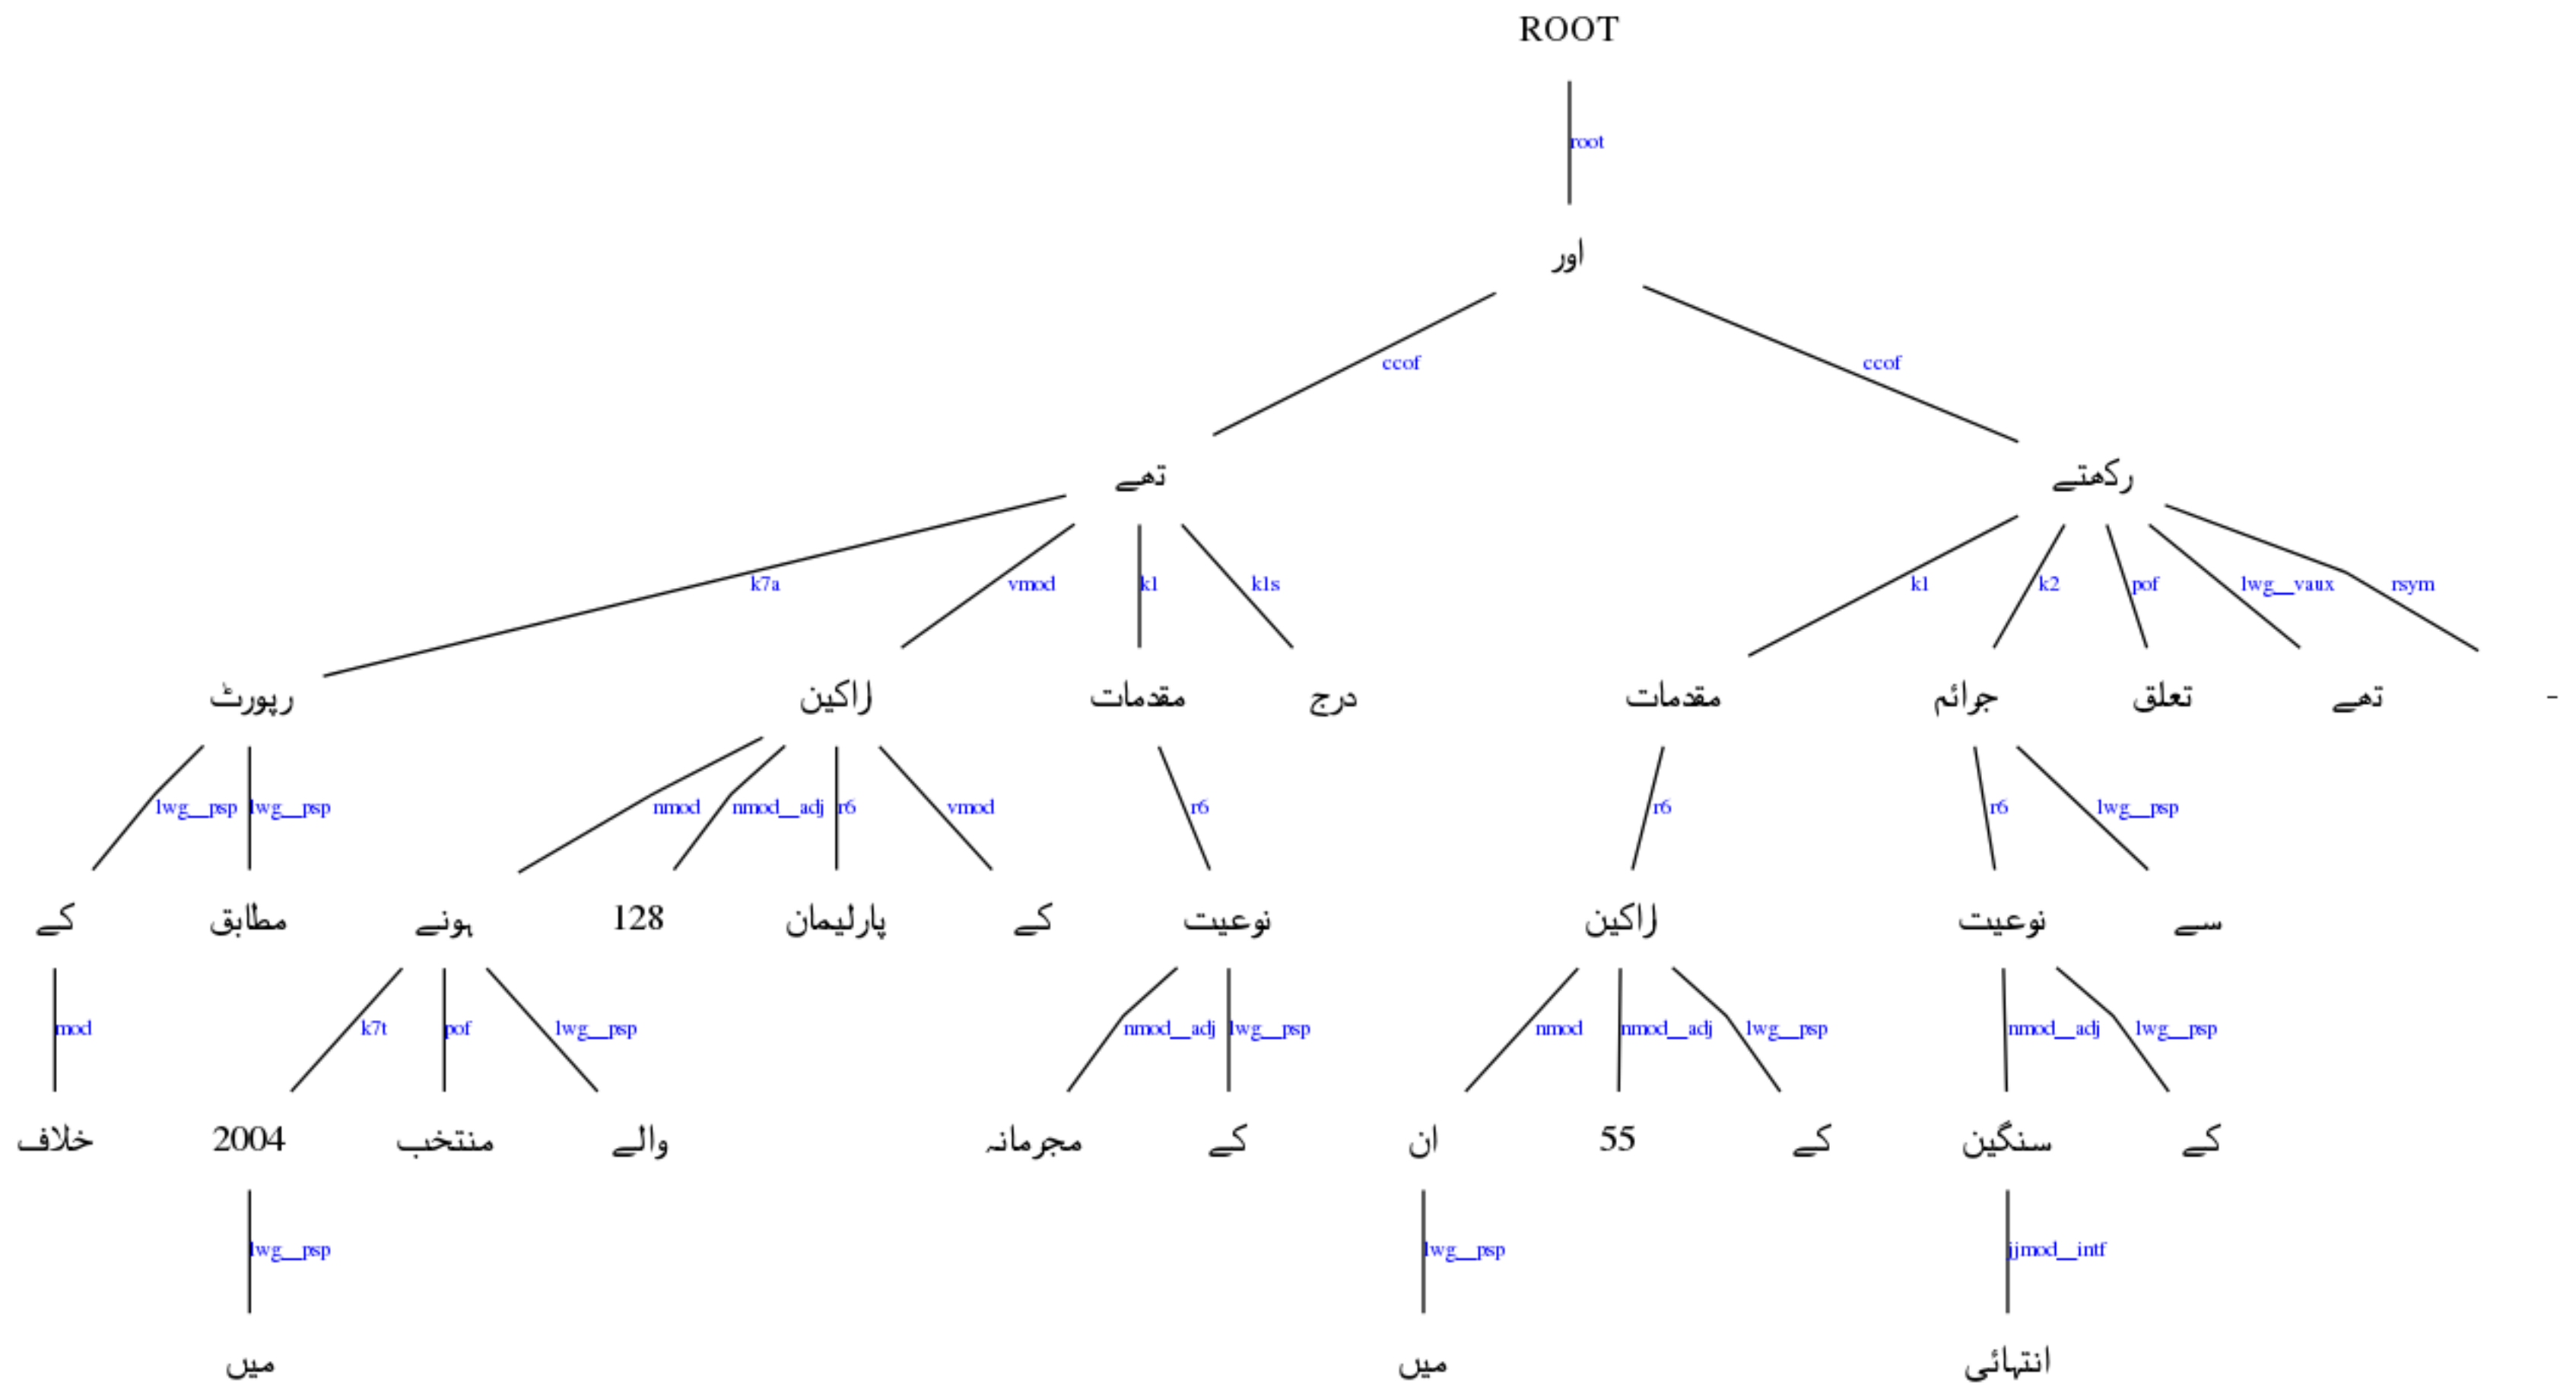 ROOT
root
اور
ccof ccof
تھے رکھتے
k7a vmod k1 k1s k1 k2 pof lwg__vaux rsym
رپورٹ اراکین مقدمات درج مقدمات جرائم تعلق تھے -
lwg__psp lwg__psp nmod nmod__adj r6 vmod r6 r6 r6 lwg__psp
کے مطابق ہونے 128 پارلیمان کے نوعیت اراکین نوعیت سے
mod k7t pof lwg__psp nmod__adj lwg__psp nmod nmod__adj lwg__psp nmod__adj lwg__psp
خلاف 2004 منتخب والے مجرمانہ کے ان 55 کے سنگین کے
lwg__psp lwg__psp jjmod__intf
میں میں انتہائی